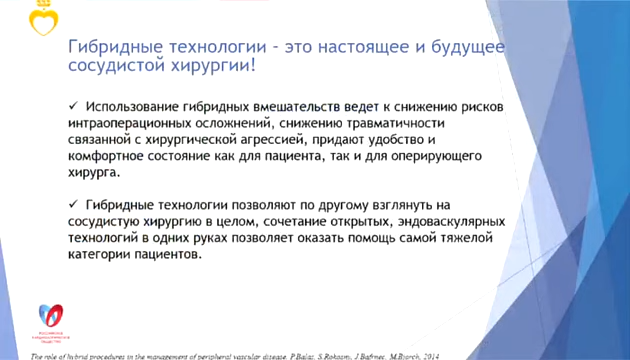 Гибридные технологии - это настоящее и будущее
сосудистой хирургии!
✓ Использование гибридных вмешательств ведет к снижению рисков
интраоперационных осложнений, снижению травматичности
связанной с хирургической агрессией, придают удобство и
комфортное состояние как для пациента, так и для оперирующего
хирурга.
✓ Гибридные технологии позволяют по другому взглянуть на
сосудистую хирургию в целом, сочетание открытых, эндоваскулярных
технологий в одних руках позволяет оказать помощь самой тяжелой
категории пациентов.
The role of hybrid procedures in the management of peripheral vascular disease. P.Balaz, S.Rokosny, J.Bafrnec, M.Bjorck, 2014